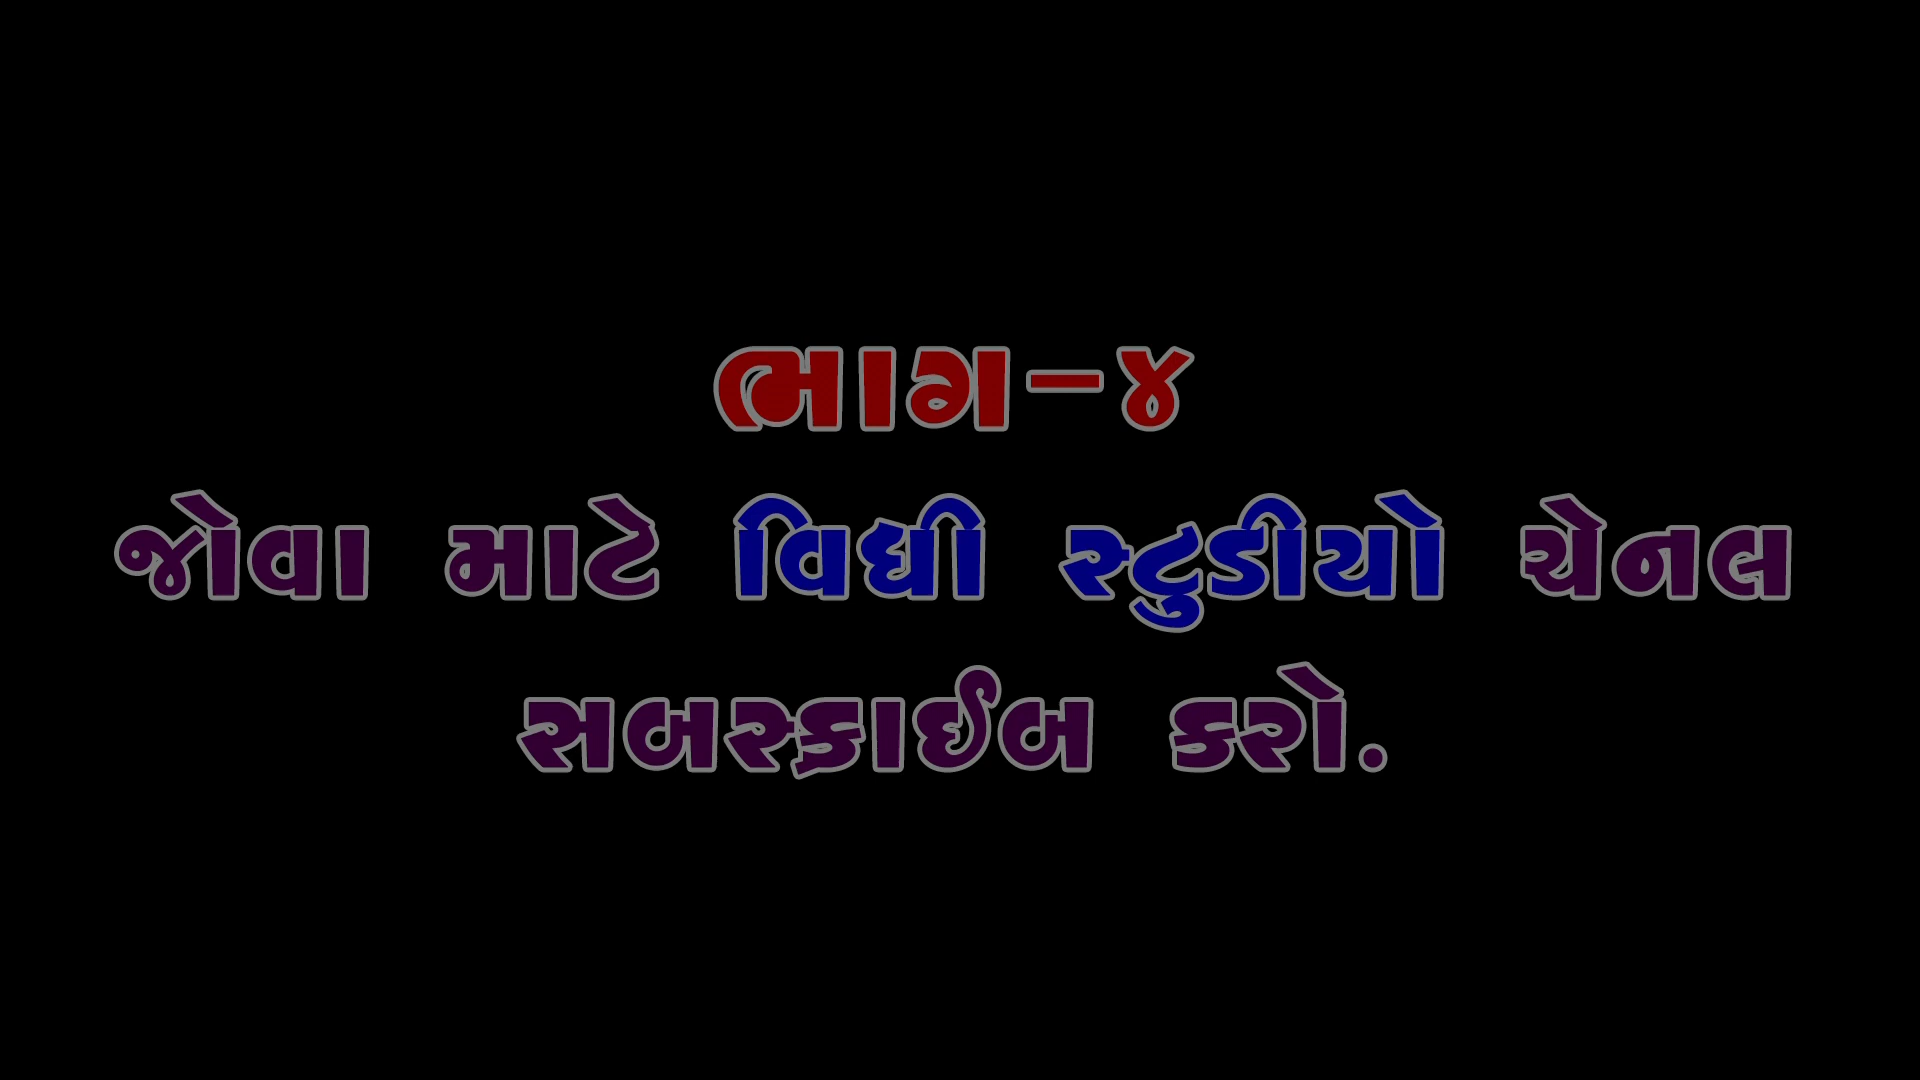 ભાગ-૪
જોવા માટે વિઘી સ્ટુડીયો ચેનલ
સબસ્ક્રાઈબ કરો.